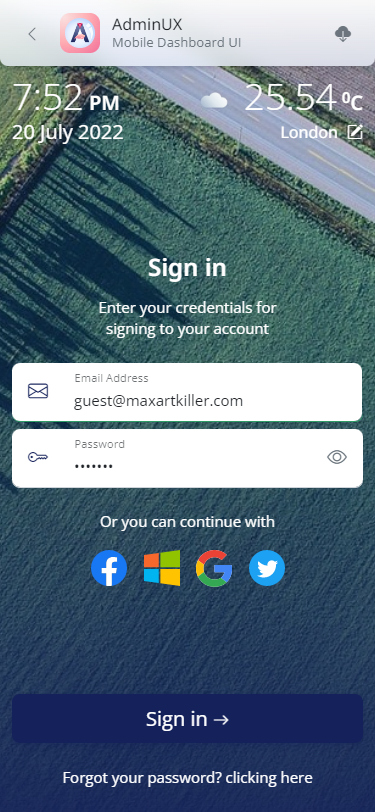 AdminUX
Mobile Dashboard UI
7:52 PM
25.54 ⁰C
20 July 2022
London
Sign in
Enter your credentials for
signing to your account
Email Address
guest@maxartkiller.com
Password
•••••••
Or you can continue with
Sign in →
Forgot your password? clicking here